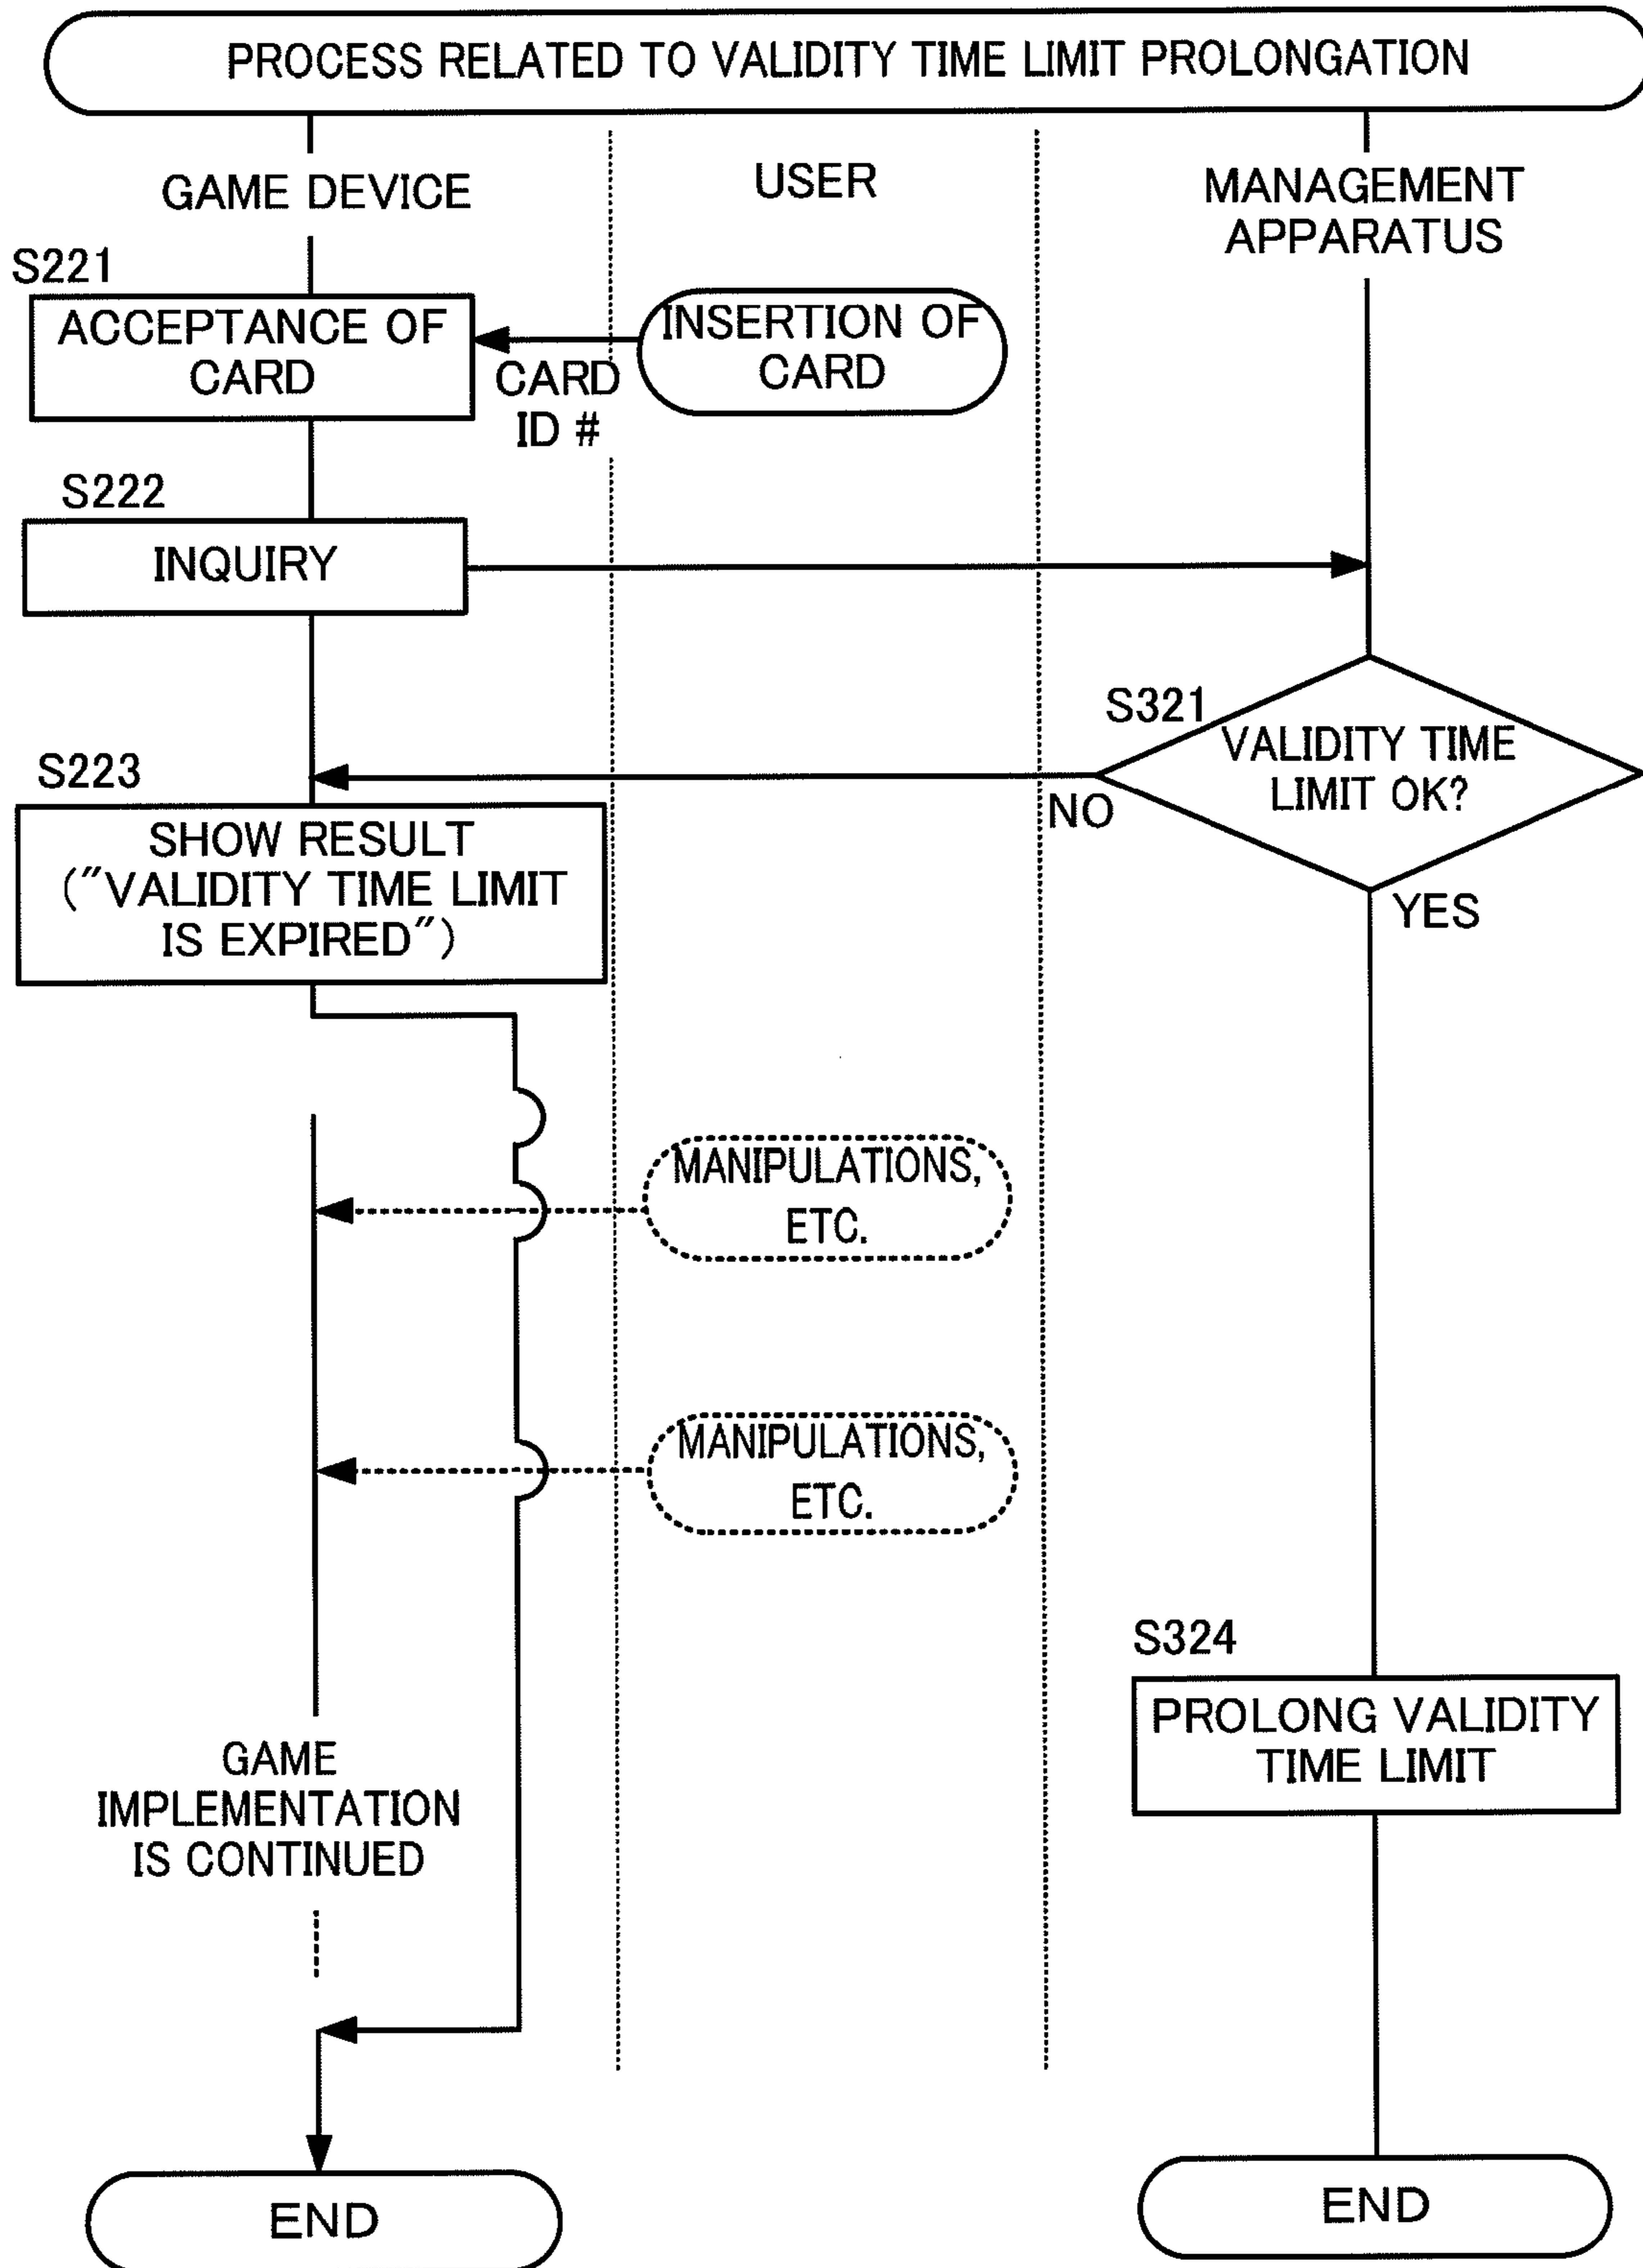 PROCESS RELATED TO VALIDITY TIME LIMIT PROLONGATION
GAME DEVICE
USER
MANAGEMENT
APPARATUS
S221
ACCEPTANCE OF
CARD
CARD
ID #
INSERTION OF
CARD
S222
INQUIRY
S321
VALIDITY TIME
LIMIT OK?
NO
YES
S223
SHOW RESULT
("VALIDITY TIME LIMIT
IS EXPIRED")
MANIPULATIONS,
ETC.
MANIPULATIONS,
ETC.
S324
PROLONG VALIDITY
TIME LIMIT
GAME
IMPLEMENTATION
IS CONTINUED
END
END